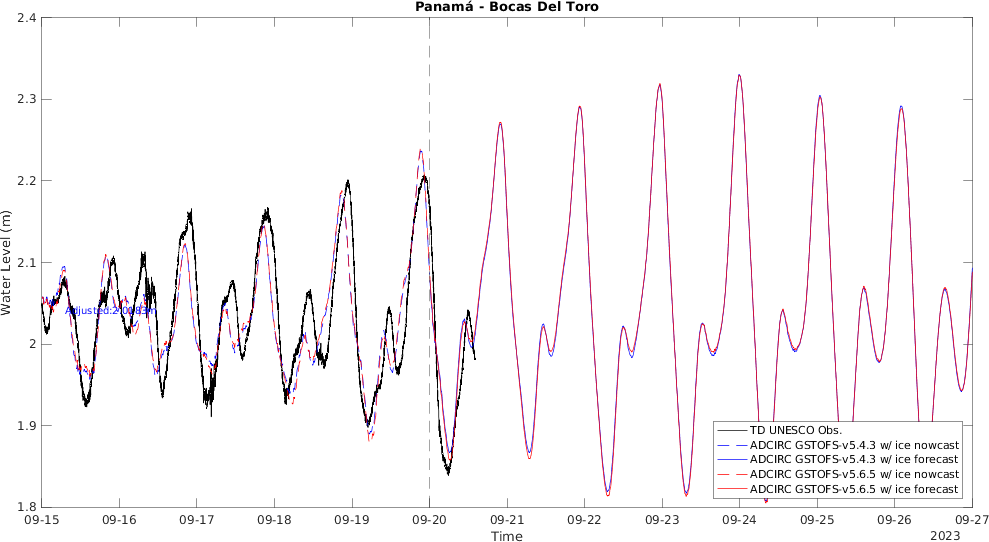 Panamá - Bocas Del Toro
Water Level (m)
2.4
2.3
2.2
2.1
2
1.9
1.8
TD UNESCO Obs.
ADCIRC GSTOFS-v5.4.3 w/ ice nowcast
ADCIRC GSTOFS-v5.4.3 w/ ice forecast
ADCIRC GSTOFS-v5.6.5 w/ ice nowcast
ADCIRC GSTOFS-v5.6.5 w/ ice forecast
09-15 09-16 09-17 09-18 09-19 09-20 09-21 09-22 09-23 09-24 09-25 09-26 09-27
Time
2023